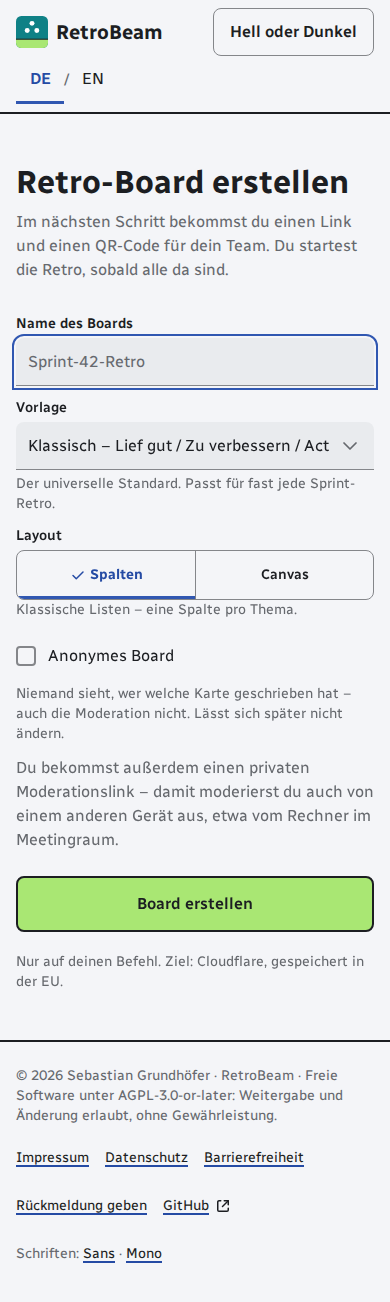 RetroBeam
Hell oder Dunkel
DE / EN
Retro-Board erstellen
Im nächsten Schritt bekommst du einen Link
und einen QR-Code für dein Team. Du startest
die Retro, sobald alle da sind.
Name des Boards
Sprint-42-Retro
Vorlage
Klassisch – Lief gut / Zu verbessern / Act
Der universelle Standard. Passt für fast jede Sprint-
Retro.
Layout
Spalten
Canvas
Klassische Listen – eine Spalte pro Thema.
Anonymes Board
Niemand sieht, wer welche Karte geschrieben hat –
auch die Moderation nicht. Lässt sich später nicht
ändern.
Du bekommst außerdem einen privaten
Moderationslink – damit moderierst du auch von
einem anderen Gerät aus, etwa vom Rechner im
Meetingraum.
Board erstellen
Nur auf deinen Befehl. Ziel: Cloudflare, gespeichert in
der EU.
© 2026 Sebastian Grundhöfer · RetroBeam · Freie
Software unter AGPL-3.0-or-later: Weitergabe und
Änderung erlaubt, ohne Gewährleistung.
Impressum Datenschutz Barrierefreiheit
Rückmeldung geben GitHub
Schriften: Sans · Mono